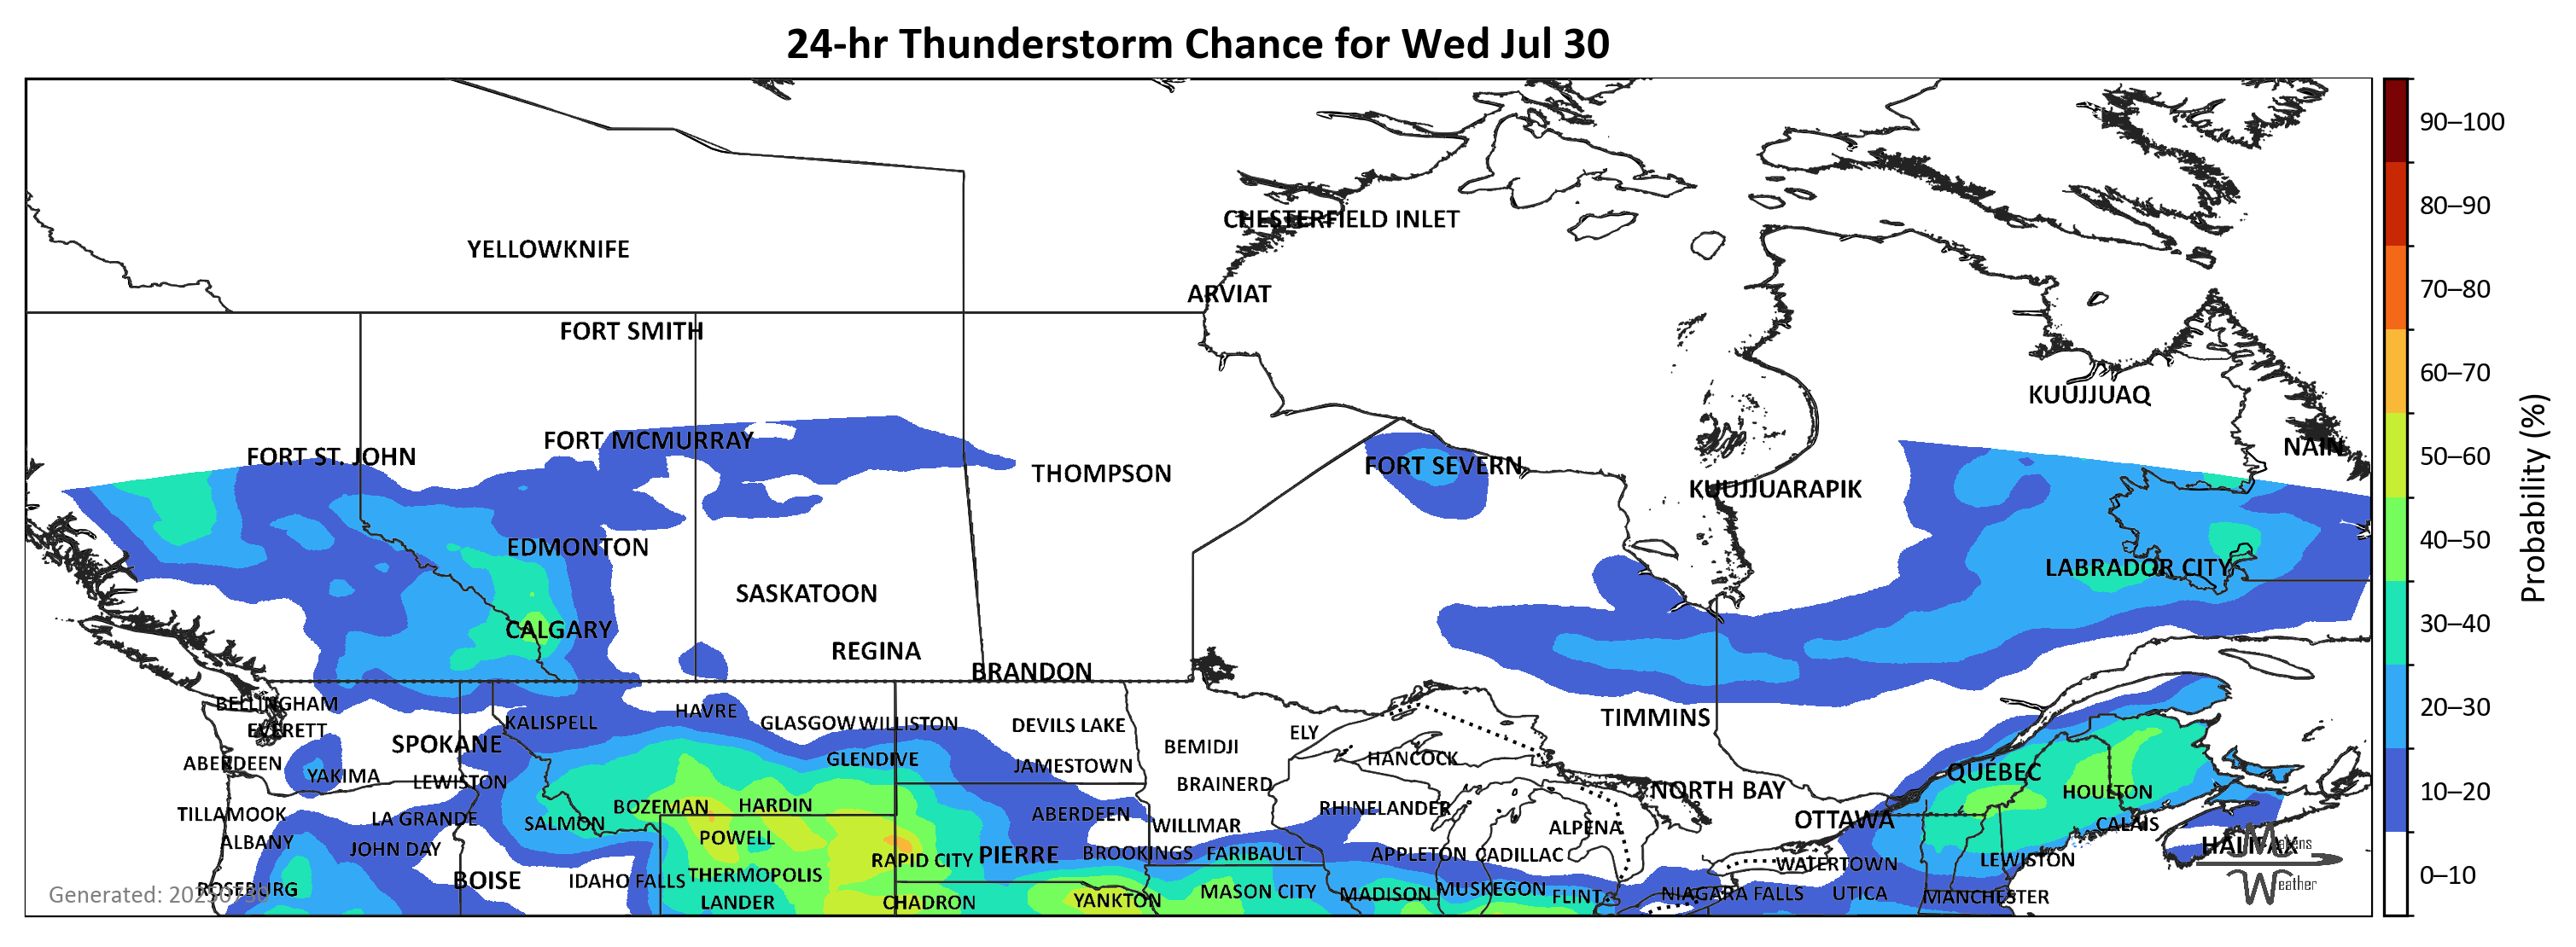 24-hr Thunderstorm Chance for Wed Jul 30
90–100
80–90
CHESTERFIELD INLET
YELLOWKNIFE
70–80
ARVIAT
FORT SMITH
60–70
KUUJJUAQ
FORT MCMURRAY
NAIN
FORT ST. JOHN
50–60
FORT SEVERN
THOMPSON
KUUJJUARAPIK
40–50
EDMONTON
Probability (%)
LABRADOR CITY
SASKATOON
30–40
CALGARY
REGINA
BRANDON
BELLINGHAM
20–30
HAVRE
TIMMINS
KALISPELL
GLASGOW
WILLISTON
DEVILS LAKE
EVERETT
ELY
SPOKANE
BEMIDJI
HANCOCK
GLENDIVE
ABERDEEN
JAMESTOWN
QUÉBEC
YAKIMA
LEWISTON
BRAINERD
NORTH BAY
HOULTON
10–20
BOZEMAN
HARDIN
RHINELANDER
TILLAMOOK
ABERDEEN
LA GRANDE
OTTAWA
SALMON
WILLMAR
ALPENA
CALAIS
POWELL
ALBANY
HALIFAX
Makens
JOHN DAY
BROOKINGS
FARIBAULT
PIERRE
APPLETON
CADILLAC
RAPID CITY
LEWISTON
WATERTOWN
0–10
THERMOPOLIS
BOISE
IDAHO FALLS
Weather
ROSEBURG
MUSKEGON
MASON CITY
MADISON
NIAGARA FALLS
UTICA
Generated: 20250730
FLINT
MANCHESTER
YANKTON
LANDER
CHADRON